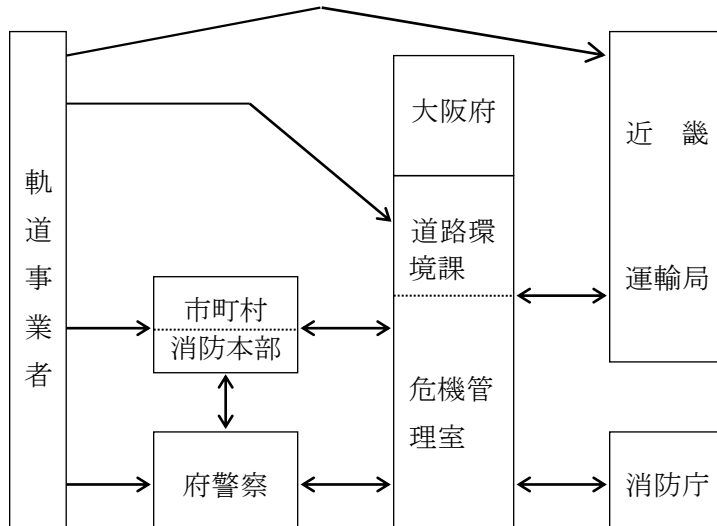 軌道事業者
市町村
消防本部
府警察
大阪府
道路環
境課
危機管
理室
近　畿
運輸局
消防庁